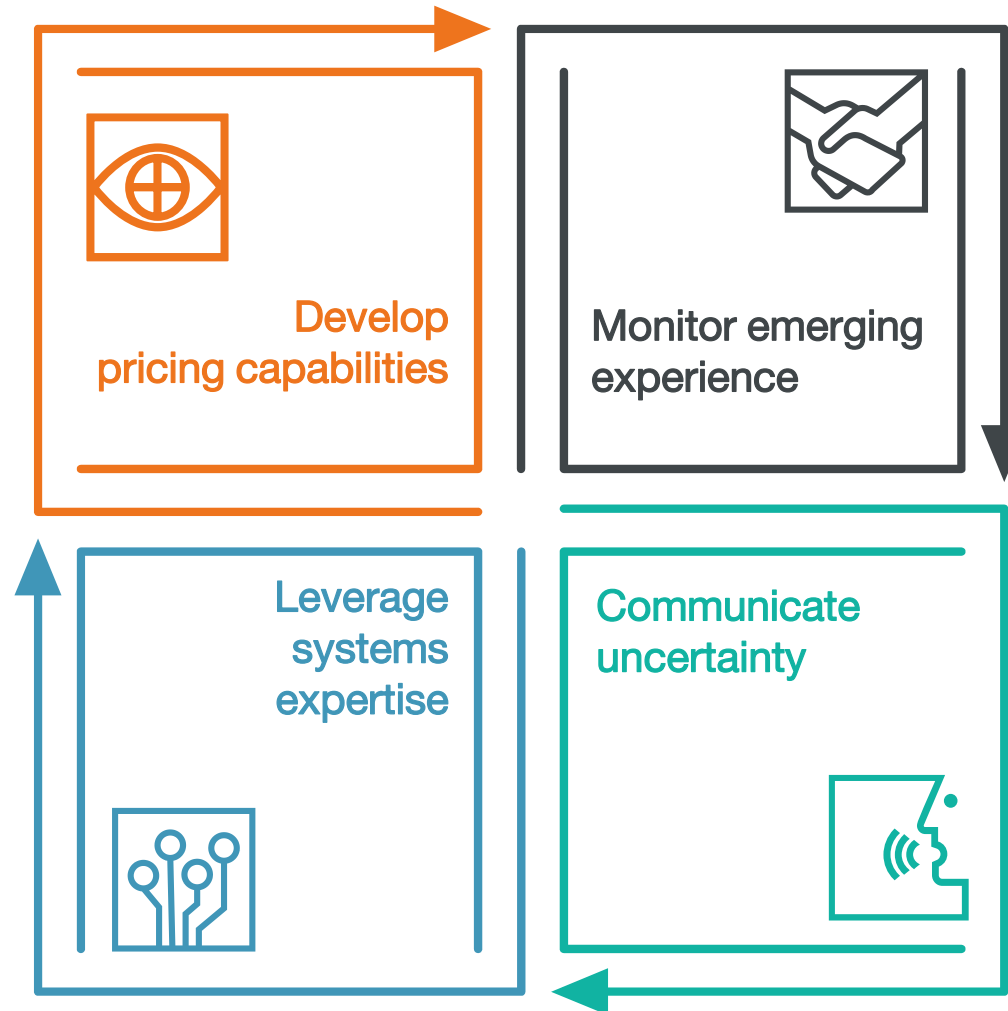 Develop
pricing capabilities
Monitor emerging
experience
Leverage
systems
expertise
Communicate
uncertainty